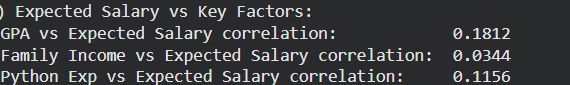 ) Expected Salary vs Key Factors:
GPA vs Expected Salary correlation: 0.1812
Family Income vs Expected Salary correlation: 0.0344
Python Exp vs Expected Salary correlation: 0.1156